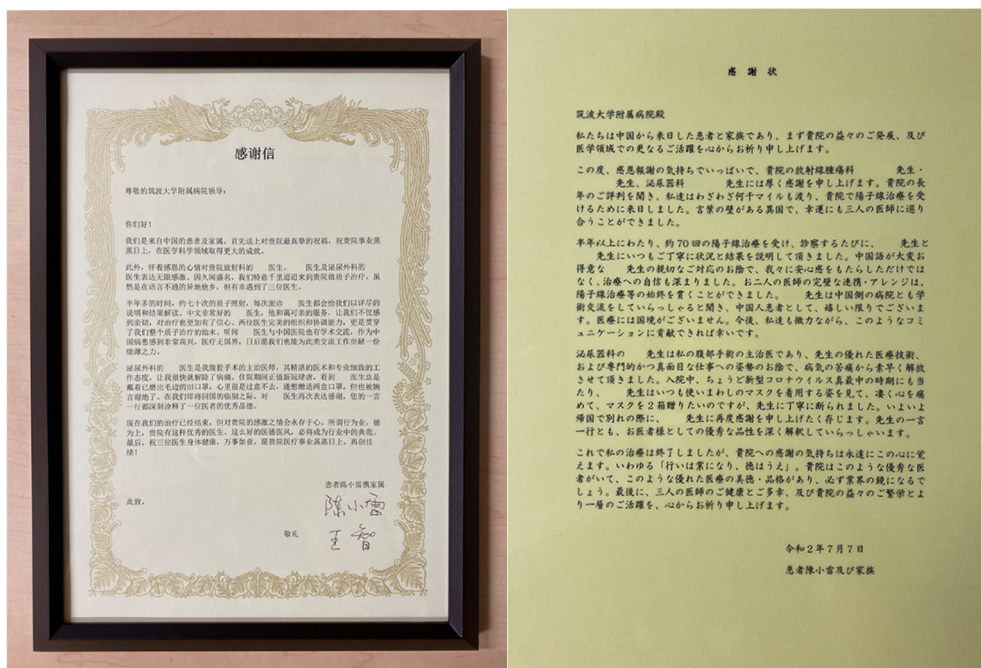 感谢信
尊敬的筑波大学附属病院领导:
你们好!
我们是来自中国的患者及家属。首先送上对贵院最真挚的祝福,祝贵院事业蒸
蒸日上,在医学科学领域取得更大的成就。
此外,怀着感恩的心情对贵院放射科的 医生、 医生及泌尿外科的
医生表达无限感激。因久闻盛名,我们特意千里迢迢来到贵院做质子治疗,虽
然是在语言不通的异地他乡,但有幸遇到了三位医生。
半年多的时间,约七十次的质子照射,每次面诊 医生都会给我们以详尽的
说明和结果解读,中文非常好的 医生,他和蔼可亲的服务,让我们不仅感
到亲切,对治疗也更加有了信心。两位医生完美的组织和协调能力,更是贯穿
了我们整个质子治疗的始末。听闻 医生与中国医院也有学术交流,作为中
国病患感到非常高兴,医疗无国界,日后愿我们也能为此类交流工作贡献一份
绵薄之力。
泌尿外科的 医生是我腹腔手术的主治医师,其精湛的医术和专业细致的工
作态度,让我很快就解除了病痛。住院期间正值新冠肆虐,看到 医生总是
戴着已磨出毛边的旧口罩,心里很是过意不去,遂想赠送两盒口罩,但也被婉
言谢绝了。在我们即将回国的临别之际,对 医生再次表达感谢,您的一言
一行都深刻诠释了一位医者的优秀品德。
现在我们的治疗已经结束,但对贵院的感激之情会永存于心。所谓行为业,德
为上,贵院有这样优秀的医生,这么好的医德医风,必将成为行业中的典范。
最后,祝三位医生身体健康,万事如意,愿贵院医疗事业蒸蒸日上,再创佳
绩!
患者陈小雷携家属
此致,
陈小雷
敬礼
王智
感 謝 状
筑波大学附属病院殿
私たちは中国から来日した患者と家族であり、まず貴院の益々のご発展、及び
医学領域での更なるご活躍を心からお祈り申し上げます。
この度、感恩報謝の気持ちでいっぱいで、貴院の放射線腫瘍科 先生・
先生、泌尿器科 先生には厚く感謝を申し上げます。貴院の長
年のご評判を聞き、私達はわざわざ何千マイルも渡り、貴院で陽子線治療を受
けるために来日しました。言葉の壁がある異国で、幸運にも三人の医師に巡り
合うことができました。
半年以上にわたり、約70回の陽子線治療を受け、診察するたびに、 先生と
先生にいつもご丁寧に状況と結果を説明して頂きました。中国語が大変お
得意な 先生の親切なご対応のお陰で、我々に安心感をもたらしただけでは
なく、治療への自信も深まりました。お二人の医師の完璧な連携・アレンジは、
陽子線治療等の始終を貫くことができました。 先生は中国側の病院とも学
術交流をしていらっしゃると聞き、中国人患者として、嬉しい限りでございま
す。医療には国境がございません。今後、私達も微力ながら、このようなコミ
ュニケーションに貢献できれば幸いです。
泌尿器科の 先生は私の腹部手術の主治医であり、先生の優れた医療技術、
および専門的かつ真面目な仕事への姿勢のお陰で、病気の苦痛から素早く解放
させて頂きました。入院中、ちょうど新型コロナウイルス真最中の時期にも当
たり、 先生はいつも使いまわしのマスクを着用する姿を見て、凄く心を痛
めて、マスクを2箱贈りたいのですが、先生に丁寧に断られました。いよいよ
帰国で別れの際に、 先生に再度感謝を申し上げたく存じます。先生の一言
一行とも、お医者様としての優秀な品性を深く解釈していらっしゃいます。
これで私の治療は終了しましたが、貴院への感謝の気持ちは永遠にこの心に覚
えます。いわゆる「行いは業になり、徳はうえ」。貴院はこのような優秀な医
者がいて、このような優れた医療の美徳・品格があり、必ず業界の鏡になるで
しょう。最後に、三人の医師のご健康とご多幸、及び貴院の益々のご繁栄とよ
り一層のご活躍を、心からお祈り申し上げます。
令和2年7月7日
患者陳小雷及び家族